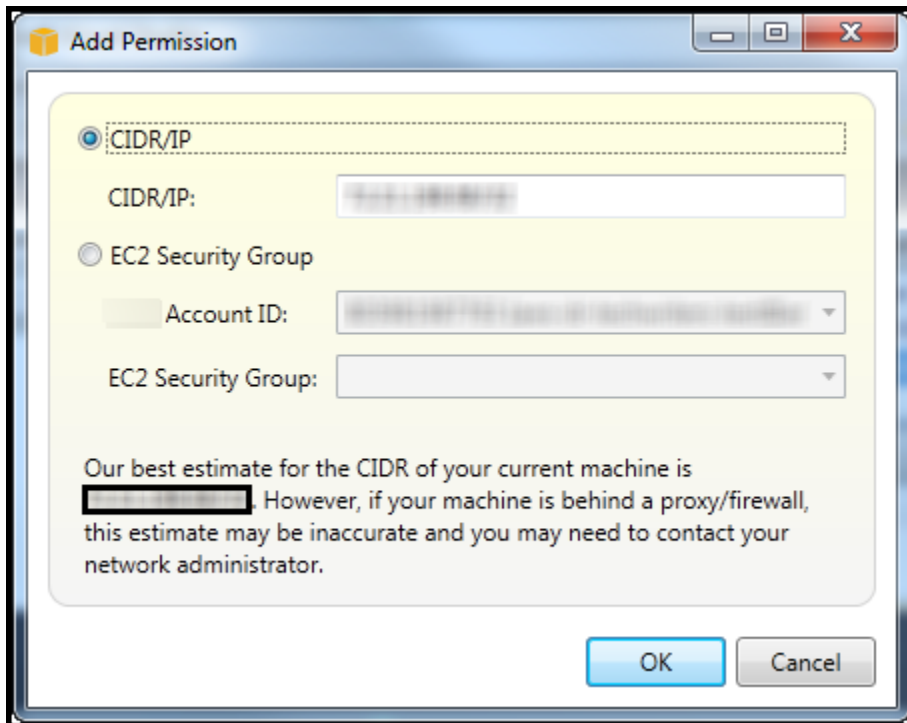 Add Permission
CIDR/IP
CIDR/IP:
EC2 Security Group
Account ID:
EC2 Security Group:
Our best estimate for the CIDR of your current machine is
. However, if your machine is behind a proxy/firewall,
this estimate may be inaccurate and you may need to contact your
network administrator.
OK Cancel